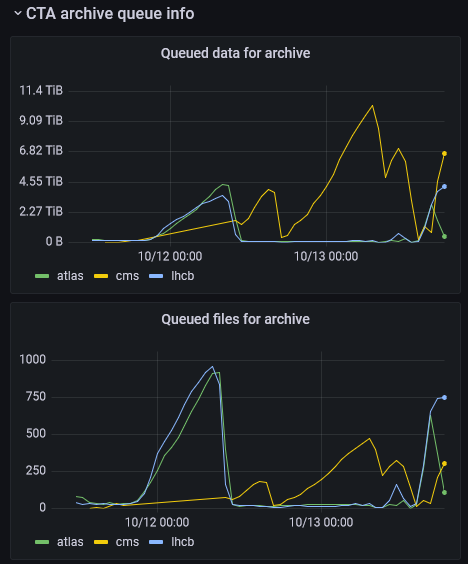 CTA archive queue info
Queued data for archive
11.4 TiB
9.09 TiB
6.82 TiB
4.55 TiB
2.27 TiB
0 B
10/12 00:00 10/13 00:00
atlas cms lhcb
Queued files for archive
1000
750
500
250
0
10/12 00:00 10/13 00:00
atlas cms lhcb